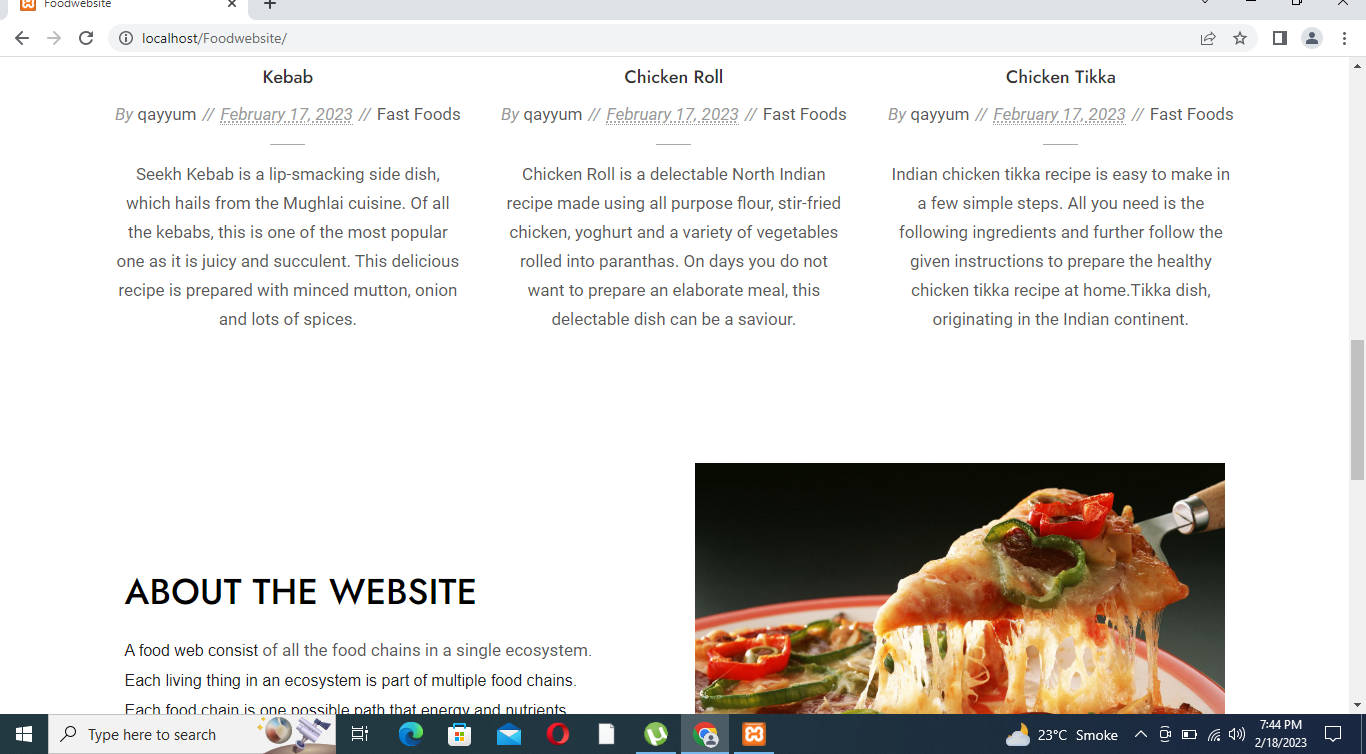 Foodwebsite
localhost/Foodwebsite/
Kebab
By qayyum // February 17, 2023 // Fast Foods
Seekh Kebab is a lip-smacking side dish,
which hails from the Mughlai cuisine. Of all
the kebabs, this is one of the most popular
one as it is juicy and succulent. This delicious
recipe is prepared with minced mutton, onion
and lots of spices.
Chicken Roll
By qayyum // February 17, 2023 // Fast Foods
Chicken Roll is a delectable North Indian
recipe made using all purpose flour, stir-fried
chicken, yoghurt and a variety of vegetables
rolled into paranthas. On days you do not
want to prepare an elaborate meal, this
delectable dish can be a saviour.
Chicken Tikka
By qayyum // February 17, 2023 // Fast Foods
Indian chicken tikka recipe is easy to make in
a few simple steps. All you need is the
following ingredients and further follow the
given instructions to prepare the healthy
chicken tikka recipe at home.Tikka dish,
originating in the Indian continent.
ABOUT THE WEBSITE
A food web consist of all the food chains in a single ecosystem.
Each living thing in an ecosystem is part of multiple food chains.
Each food chain is one possible path that energy and nutrients
Type here to search
23°C Smoke
7:44 PM
2/18/2023